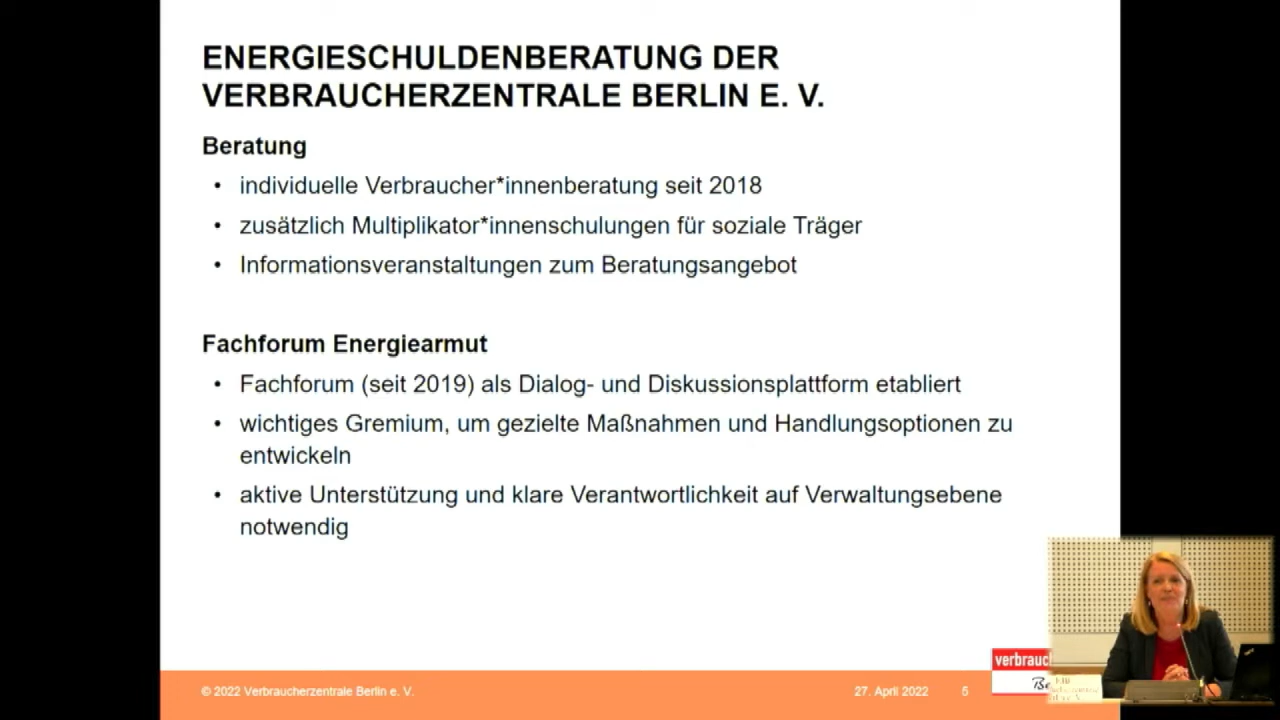 ENERGIESCHULDENBERATUNG DER
VERBRAUCHERZENTRALE BERLIN E. V.
Beratung
• individuelle Verbraucher*innenberatung seit 2018
• zusätzlich Multiplikator*innenschulungen für soziale Träger
• Informationsveranstaltungen zum Beratungsangebot
Fachforum Energiearmut
• Fachforum (seit 2019) als Dialog- und Diskussionsplattform etabliert
• wichtiges Gremium, um gezielte Maßnahmen und Handlungsoptionen zu
entwickeln
• aktive Unterstützung und klare Verantwortlichkeit auf Verwaltungsebene
notwendig
verbrauc
Be
© 2022 Verbraucherzentrale Berlin e. V.
27. April 2022
5